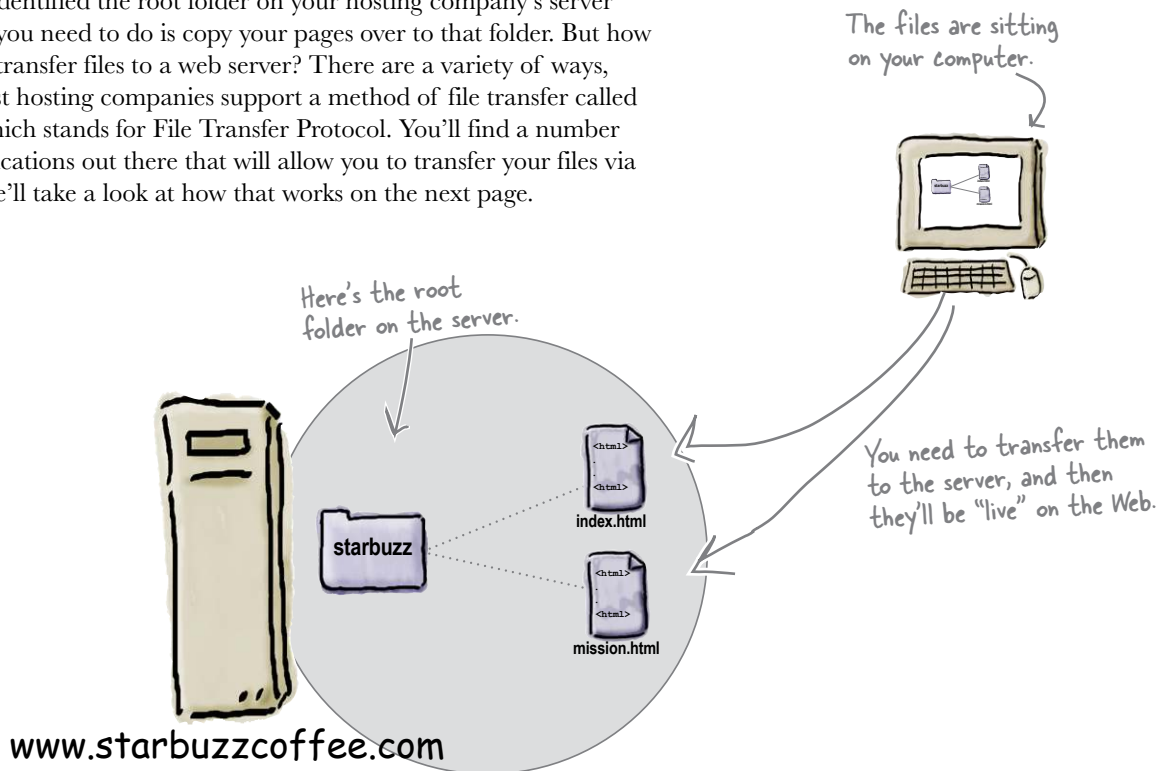 identified the root folder on your hosting company's server
you need to do is copy your pages over to that folder. But how
transfer files to a web server? There are a variety of ways,
st hosting companies support a method of file transfer called
hich stands for File Transfer Protocol. You'll find a number
ications out there that will allow you to transfer your files via
e'll take a look at how that works on the next page.
The files are sitting
on your computer.
starbuzz
Here's the root
folder on the server.
<html>
.
.
<html>
index.html
starbuzz
<html>
.
.
<html>
mission.html
You need to transfer them
to the server, and then
they'll be "live" on the Web.
www.starbuzzcoffee.com